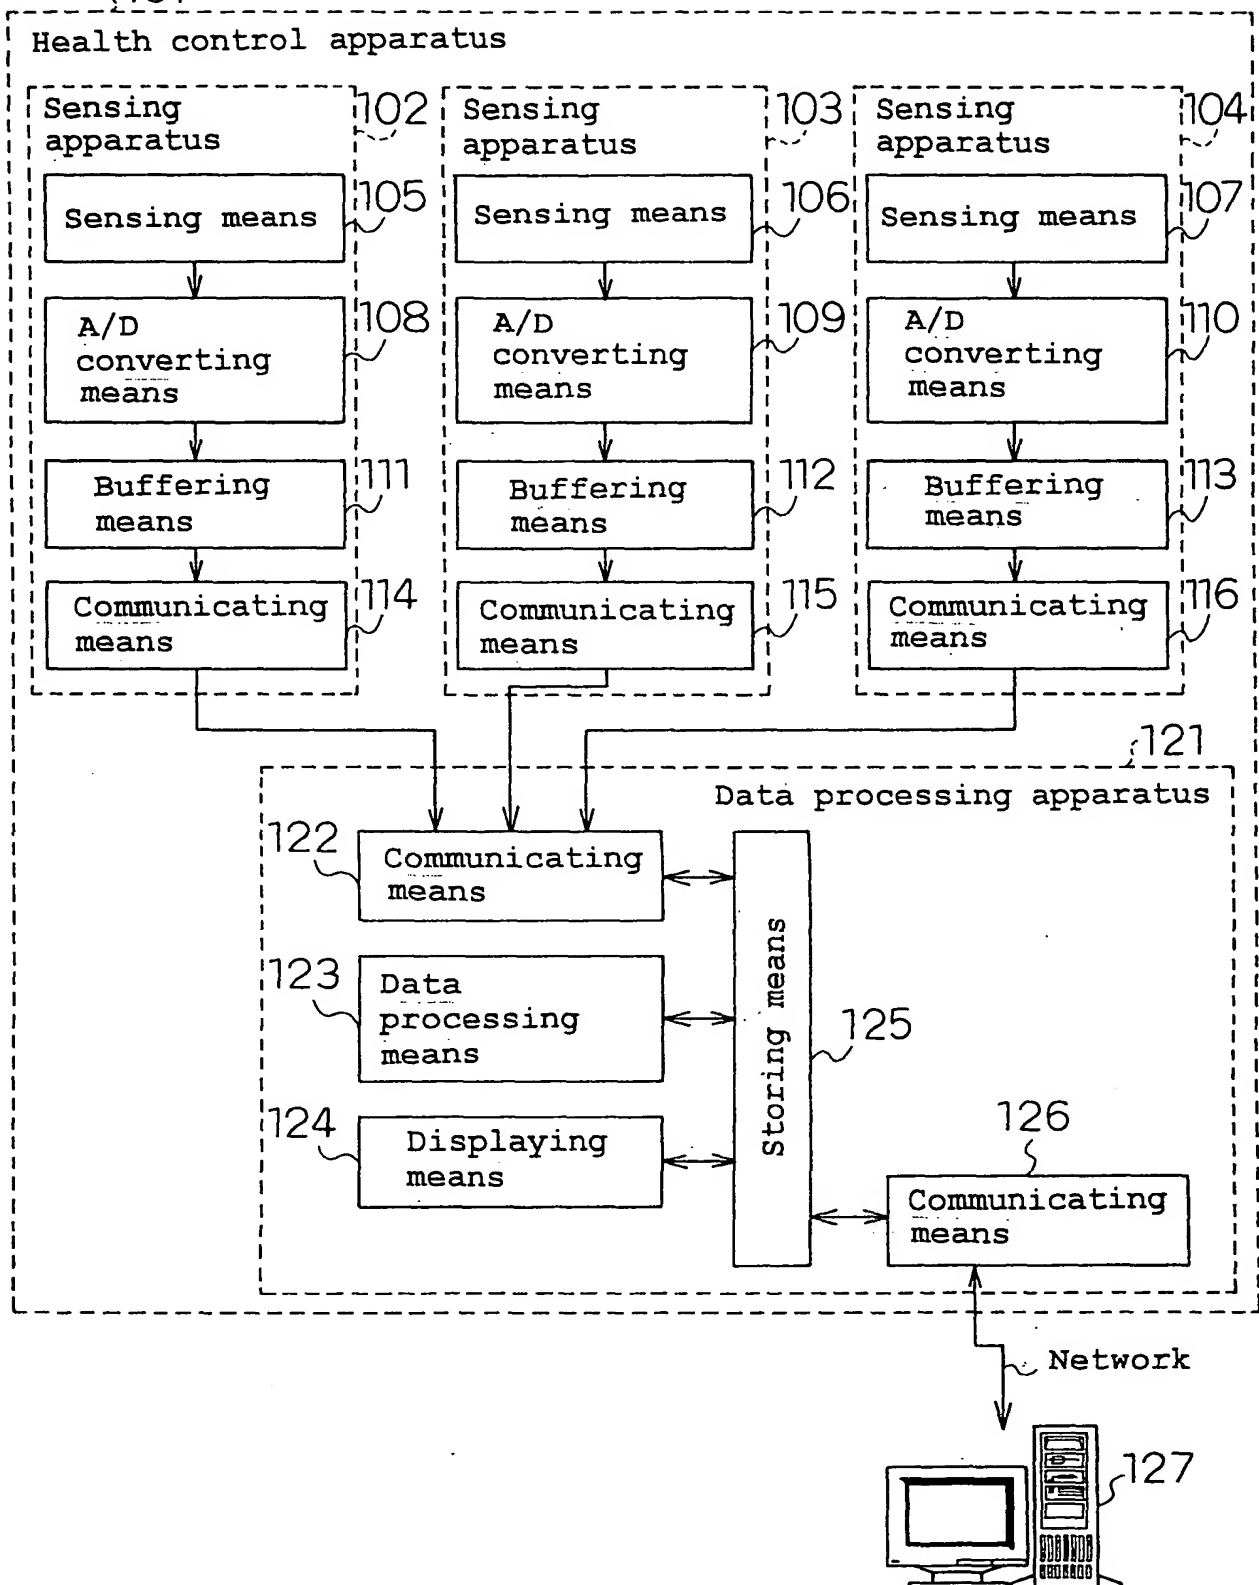 Health control apparatus
Sensing
apparatus
102
Sensing means
105
A/D
converting
means
108
Buffering
means
111
Communicating
means
114
Sensing
apparatus
103
Sensing means
106
A/D
converting
means
109
Buffering
means
112
Communicating
means
115
Sensing
apparatus
104
Sensing means
107
A/D
converting
means
110
Buffering
means
113
Communicating
means
116
121
Data processing apparatus
122
Communicating
means
123
Data
processing
means
124
Displaying
means
Storing means
125
126
Communicating
means
Network
127